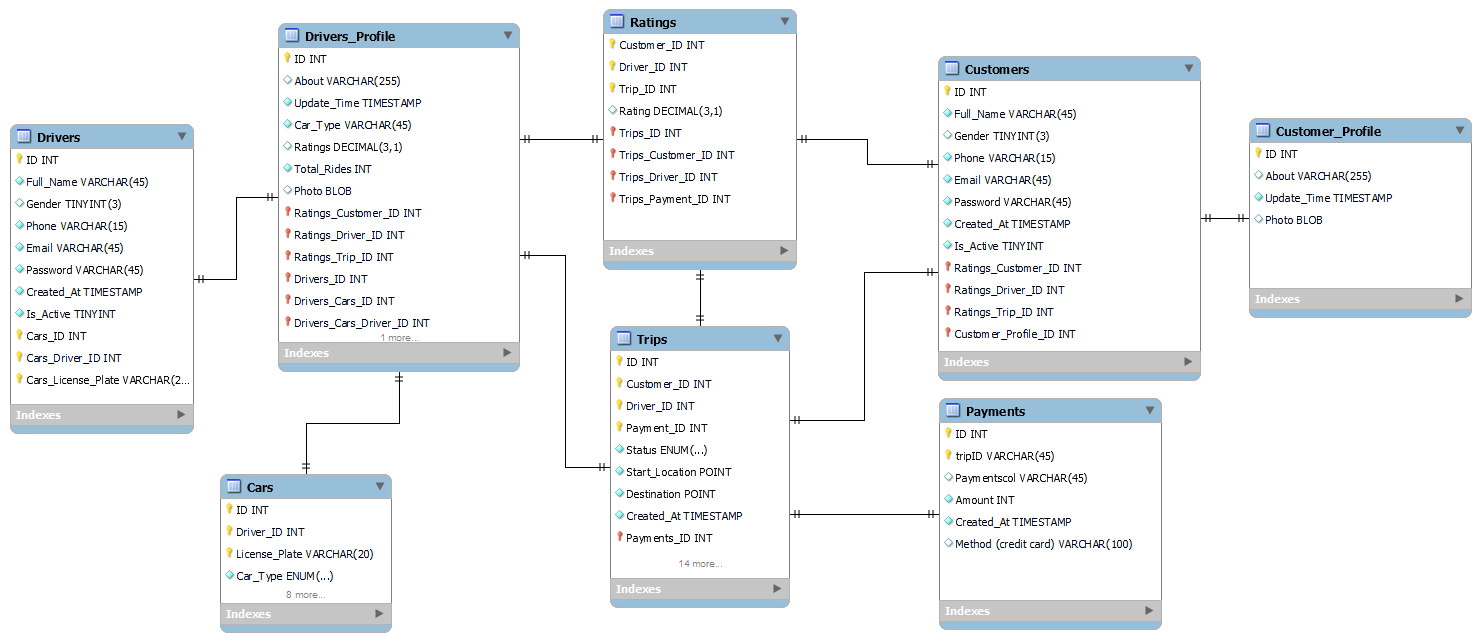 Drivers
ID INT
Full_Name VARCHAR(45)
Gender TINYINT(3)
Phone VARCHAR(15)
Email VARCHAR(45)
Password VARCHAR(45)
Created_At TIMESTAMP
Is_Active TINYINT
Cars_ID INT
Cars_Driver_ID INT
Cars_License_Plate VARCHAR(2...
Indexes
Drivers_Profile
ID INT
About VARCHAR(255)
Update_Time TIMESTAMP
Car_Type VARCHAR(45)
Ratings DECIMAL(3,1)
Total_Rides INT
Photo BLOB
Ratings_Customer_ID INT
Ratings_Driver_ID INT
Ratings_Trip_ID INT
Drivers_ID INT
Drivers_Cars_ID INT
Drivers_Cars_Driver_ID INT
1 more...
Indexes
Cars
ID INT
Driver_ID INT
License_Plate VARCHAR(20)
Car_Type ENUM(...)
8 more...
Indexes
Ratings
Customer_ID INT
Driver_ID INT
Trip_ID INT
Rating DECIMAL(3,1)
Trips_ID INT
Trips_Customer_ID INT
Trips_Driver_ID INT
Trips_Payment_ID INT
Indexes
Trips
ID INT
Customer_ID INT
Driver_ID INT
Payment_ID INT
Status ENUM(...)
Start_Location POINT
Destination POINT
Created_At TIMESTAMP
Payments_ID INT
14 more...
Indexes
Customers
ID INT
Full_Name VARCHAR(45)
Gender TINYINT(3)
Phone VARCHAR(15)
Email VARCHAR(45)
Password VARCHAR(45)
Created_At TIMESTAMP
Is_Active TINYINT
Ratings_Customer_ID INT
Ratings_Driver_ID INT
Ratings_Trip_ID INT
Customer_Profile_ID INT
Indexes
Payments
ID INT
tripID VARCHAR(45)
Paymentscol VARCHAR(45)
Amount INT
Created_At TIMESTAMP
Method (credit card) VARCHAR(100)
Indexes
Customer_Profile
ID INT
About VARCHAR(255)
Update_Time TIMESTAMP
Photo BLOB
Indexes